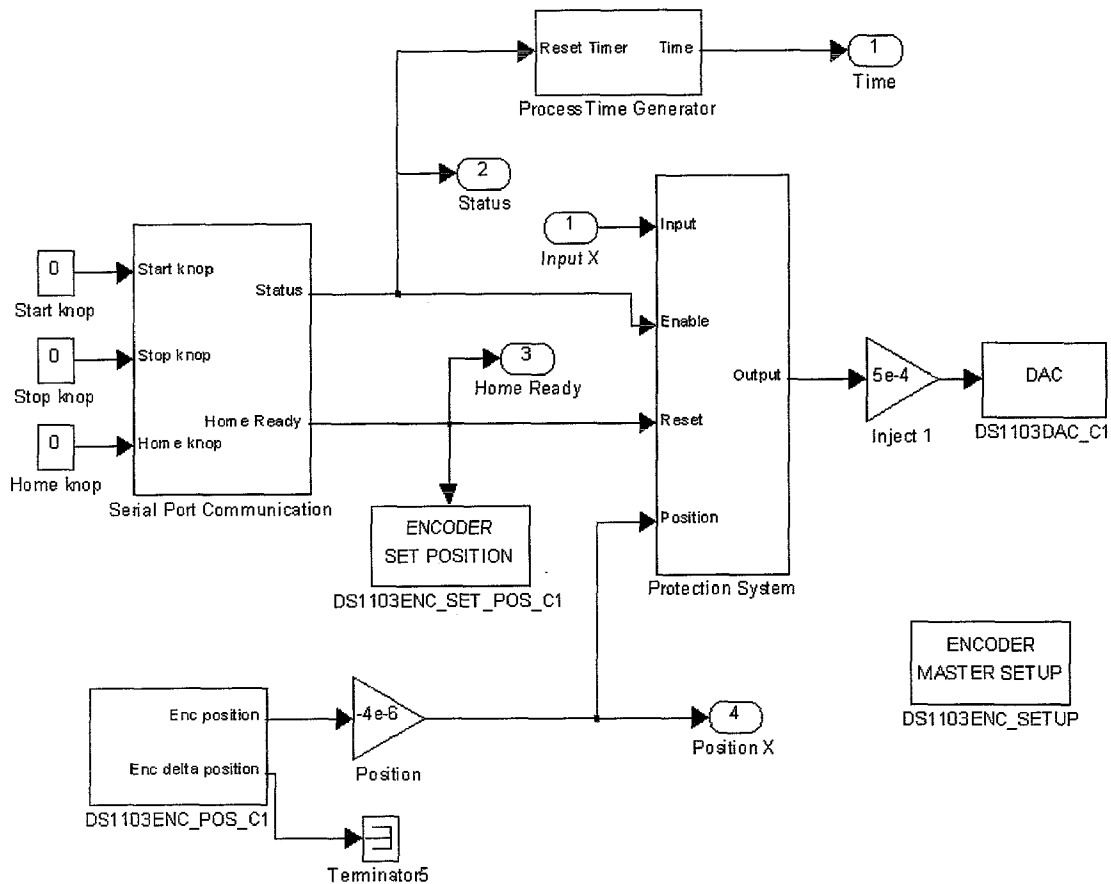 Reset Timer
Time
Process Time Generator
1
Time
2
Status
Input
1
Input X
0
Start knop
Start knop
Status
Enable
0
Stop knop
Stop knop
3
Home Ready
Output
5e-4
Inject 1
DAC
DS1103DAC_C1
0
Home knop
Home knop
Home Ready
Reset
Serial Port Communication
ENCODER
SET POSITION
DS1103ENC_SET_POS_C1
Position
Protection System
ENCODER
MASTER SETUP
DS1103ENC_SETUP
Enc position
Enc delta position
DS1103ENC_POS_C1
-4e-6
Position
4
Position X
Terminator5